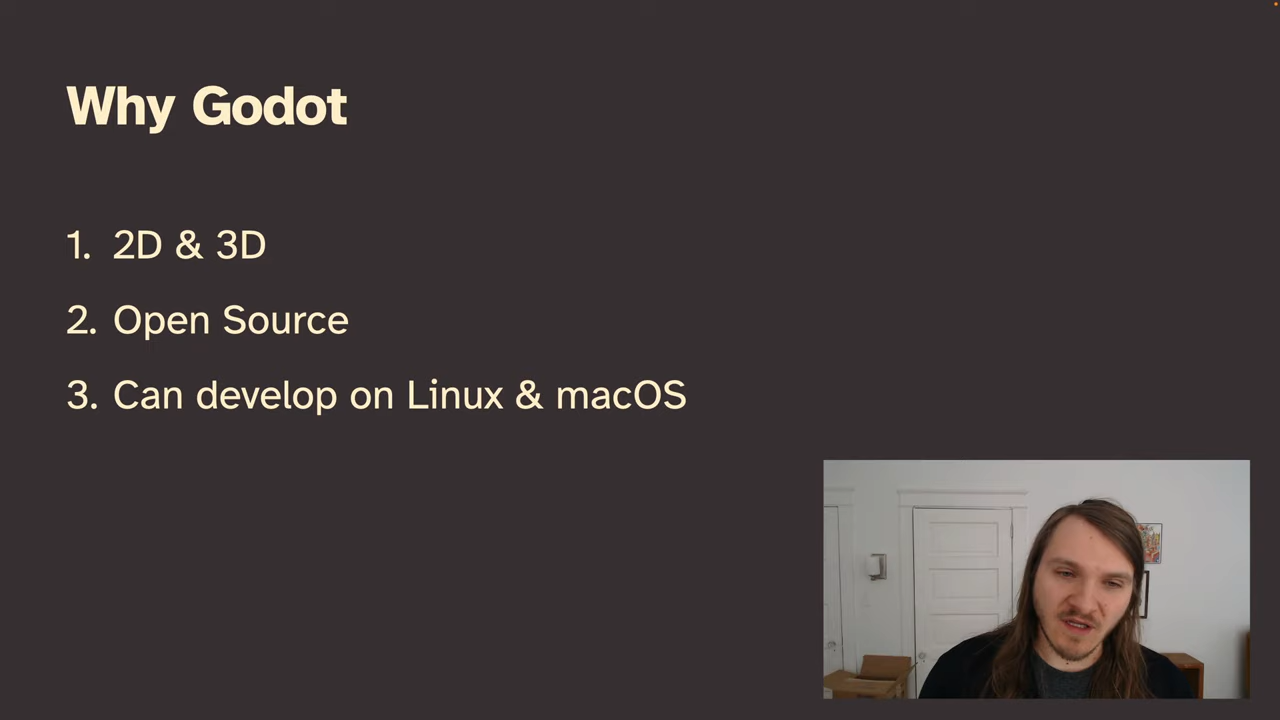 Why Godot
1. 2D & 3D
2. Open Source
3. Can develop on Linux & macOS